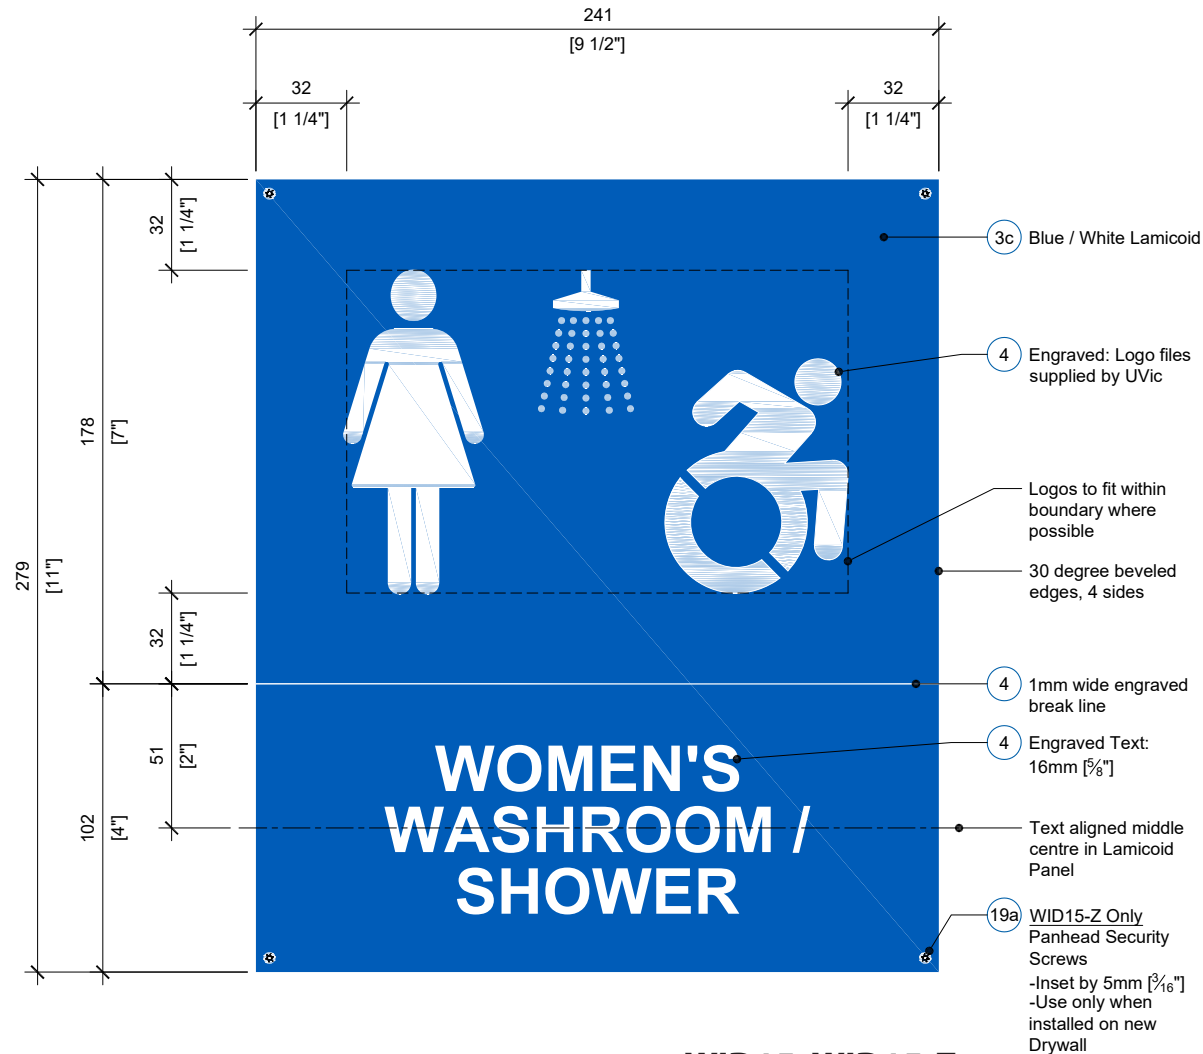 241
[9 1/2"]
32
[1 1/4"]
32
[1 1/4"]
32
[1 1/4"]
178
[7"]
279
[11"]
32
[1 1/4"]
51
[2"]
102
[4"]
3c Blue / White Lamicoid
4 Engraved: Logo files
supplied by UVic
Logos to fit within
boundary where
possible
30 degree beveled
edges, 4 sides
4 1mm wide engraved
break line
4 Engraved Text:
16mm [5⁄8"]
WOMEN'S
WASHROOM /
SHOWER
Text aligned middle
centre in Lamicoid
Panel
19a WID15-Z Only
Panhead Security
Screws
-Inset by 5mm [3⁄16"]
-Use only when
installed on new
Drywall